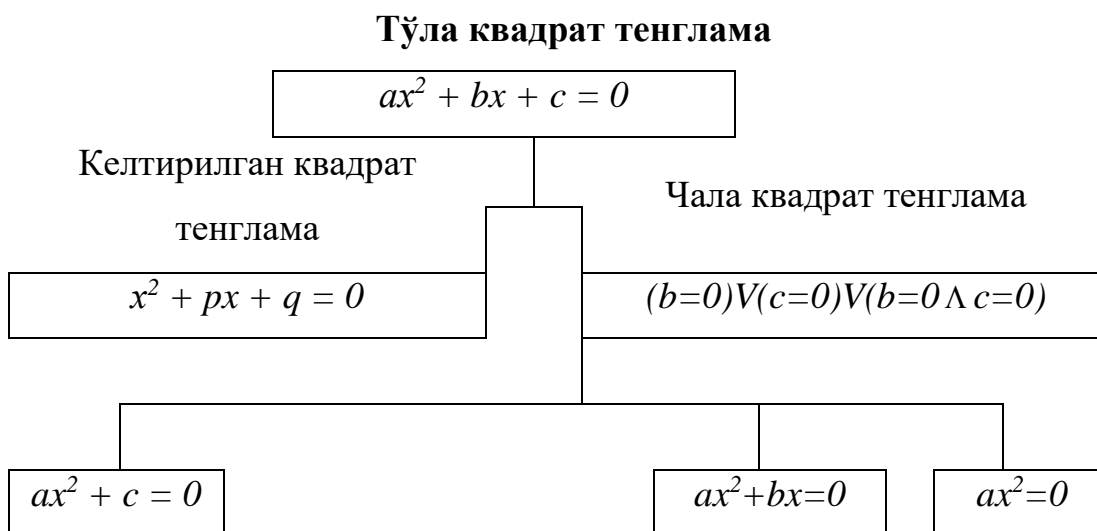 Тўла квадрат тенглама
ax² + bx + c = 0
Келтирилган квадрат
тенглама
Чала квадрат тенглама
x² + px + q = 0
(b=0)V(c=0)V(b=0 Λ c=0)
ax² + c = 0
ax²+bx=0
ax²=0